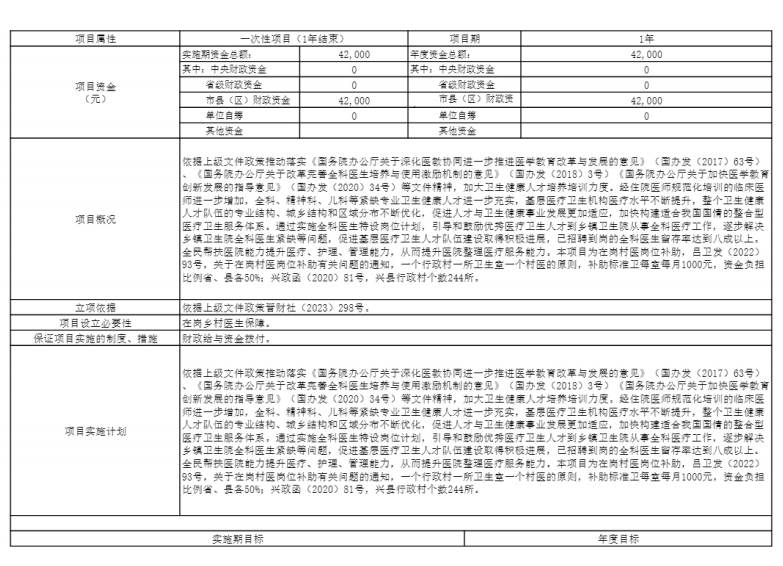 项目属性 一次性项目（1年结束） 项目期 1年
项目资金（元） 实施期资金总额： 42,000 年度资金总额： 42,000
其中：中央财政资金 0 其中：中央财政资金 0
省级财政资金 0 省级财政资金 0
市县（区）财政资金 42,000 市县（区）财政资 42,000
单位自筹 0 单位自筹 0
其他资金 其他资金
项目概况
依据上级文件政策推动落实《国务院办公厅关于深化医教协同进一步推进医学教育改革与发展的意见》（国办发（2017）63号）
、《国务院办公厅关于改革完善全科医生培养与使用激励机制的意见》（国办发（2018）3号）《国务院办公厅关于加快医学教育
创新发展的指导意见》（国办发（2020）34号）等文件精神，加大卫生健康人才培养培训力度。经住院医师规范化培训的临床医
师进一步增加，全科、精神科、儿科等紧缺专业卫生健康人才进一步充实，基层医疗卫生机构医疗水平不断提升，整个卫生健康
人才队伍的专业结构、城乡结构和区域分布不断优化，促进人才与卫生健康事业发展更加适应，加快构建适合我国国情的整合型
医疗卫生服务体系。通过实施全科医生特设岗位计划，引导和鼓励优秀医疗卫生人才到乡镇卫生院从事全科医疗工作，逐步解决
乡镇卫生院全科医生紧缺等问题，促进基层医疗卫生人才队伍建设取得积极进展，已招聘到岗的全科医生留存率达到八成以上。
全民帮扶医院能力提升医疗、护理、管理能力，从而提升医院整理医疗服务能力。本项目为在岗村医岗位补助，吕卫发（2022）
93号，关于在岗村医岗位补助有关问题的通知，一个行政村一所卫生室一个村医的原则，补助标准卫每室每月1000元，资金负担
比例省、县各50%；兴政函（2020）81号，兴县行政村个数244所。
立项依据 依据上级文件政策晋财社（2023）298号。
项目设立必要性 在岗乡村医生保障。
保证项目实施的制度、措施 财政给与资金拨付。
项目实施计划
依据上级文件政策推动落实《国务院办公厅关于深化医教协同进一步推进医学教育改革与发展的意见》（国办发（2017）63号）
、《国务院办公厅关于改革完善全科医生培养与使用激励机制的意见》（国办发（2018）3号）《国务院办公厅关于加快医学教育
创新发展的指导意见》（国办发（2020）34号）等文件精神，加大卫生健康人才培养培训力度。经住院医师规范化培训的临床医
师进一步增加，全科、精神科、儿科等紧缺专业卫生健康人才进一步充实，基层医疗卫生机构医疗水平不断提升，整个卫生健康
人才队伍的专业结构、城乡结构和区域分布不断优化，促进人才与卫生健康事业发展更加适应，加快构建适合我国国情的整合型
医疗卫生服务体系。通过实施全科医生特设岗位计划，引导和鼓励优秀医疗卫生人才到乡镇卫生院从事全科医疗工作，逐步解决
乡镇卫生院全科医生紧缺等问题，促进基层医疗卫生人才队伍建设取得积极进展，已招聘到岗的全科医生留存率达到八成以上。
全民帮扶医院能力提升医疗、护理、管理能力，从而提升医院整理医疗服务能力。本项目为在岗村医岗位补助，吕卫发（2022）
93号，关于在岗村医岗位补助有关问题的通知，一个行政村一所卫生室一个村医的原则，补助标准卫每室每月1000元，资金负担
比例省、县各50%；兴政函（2020）81号，兴县行政村个数244所。
实施期目标 年度目标